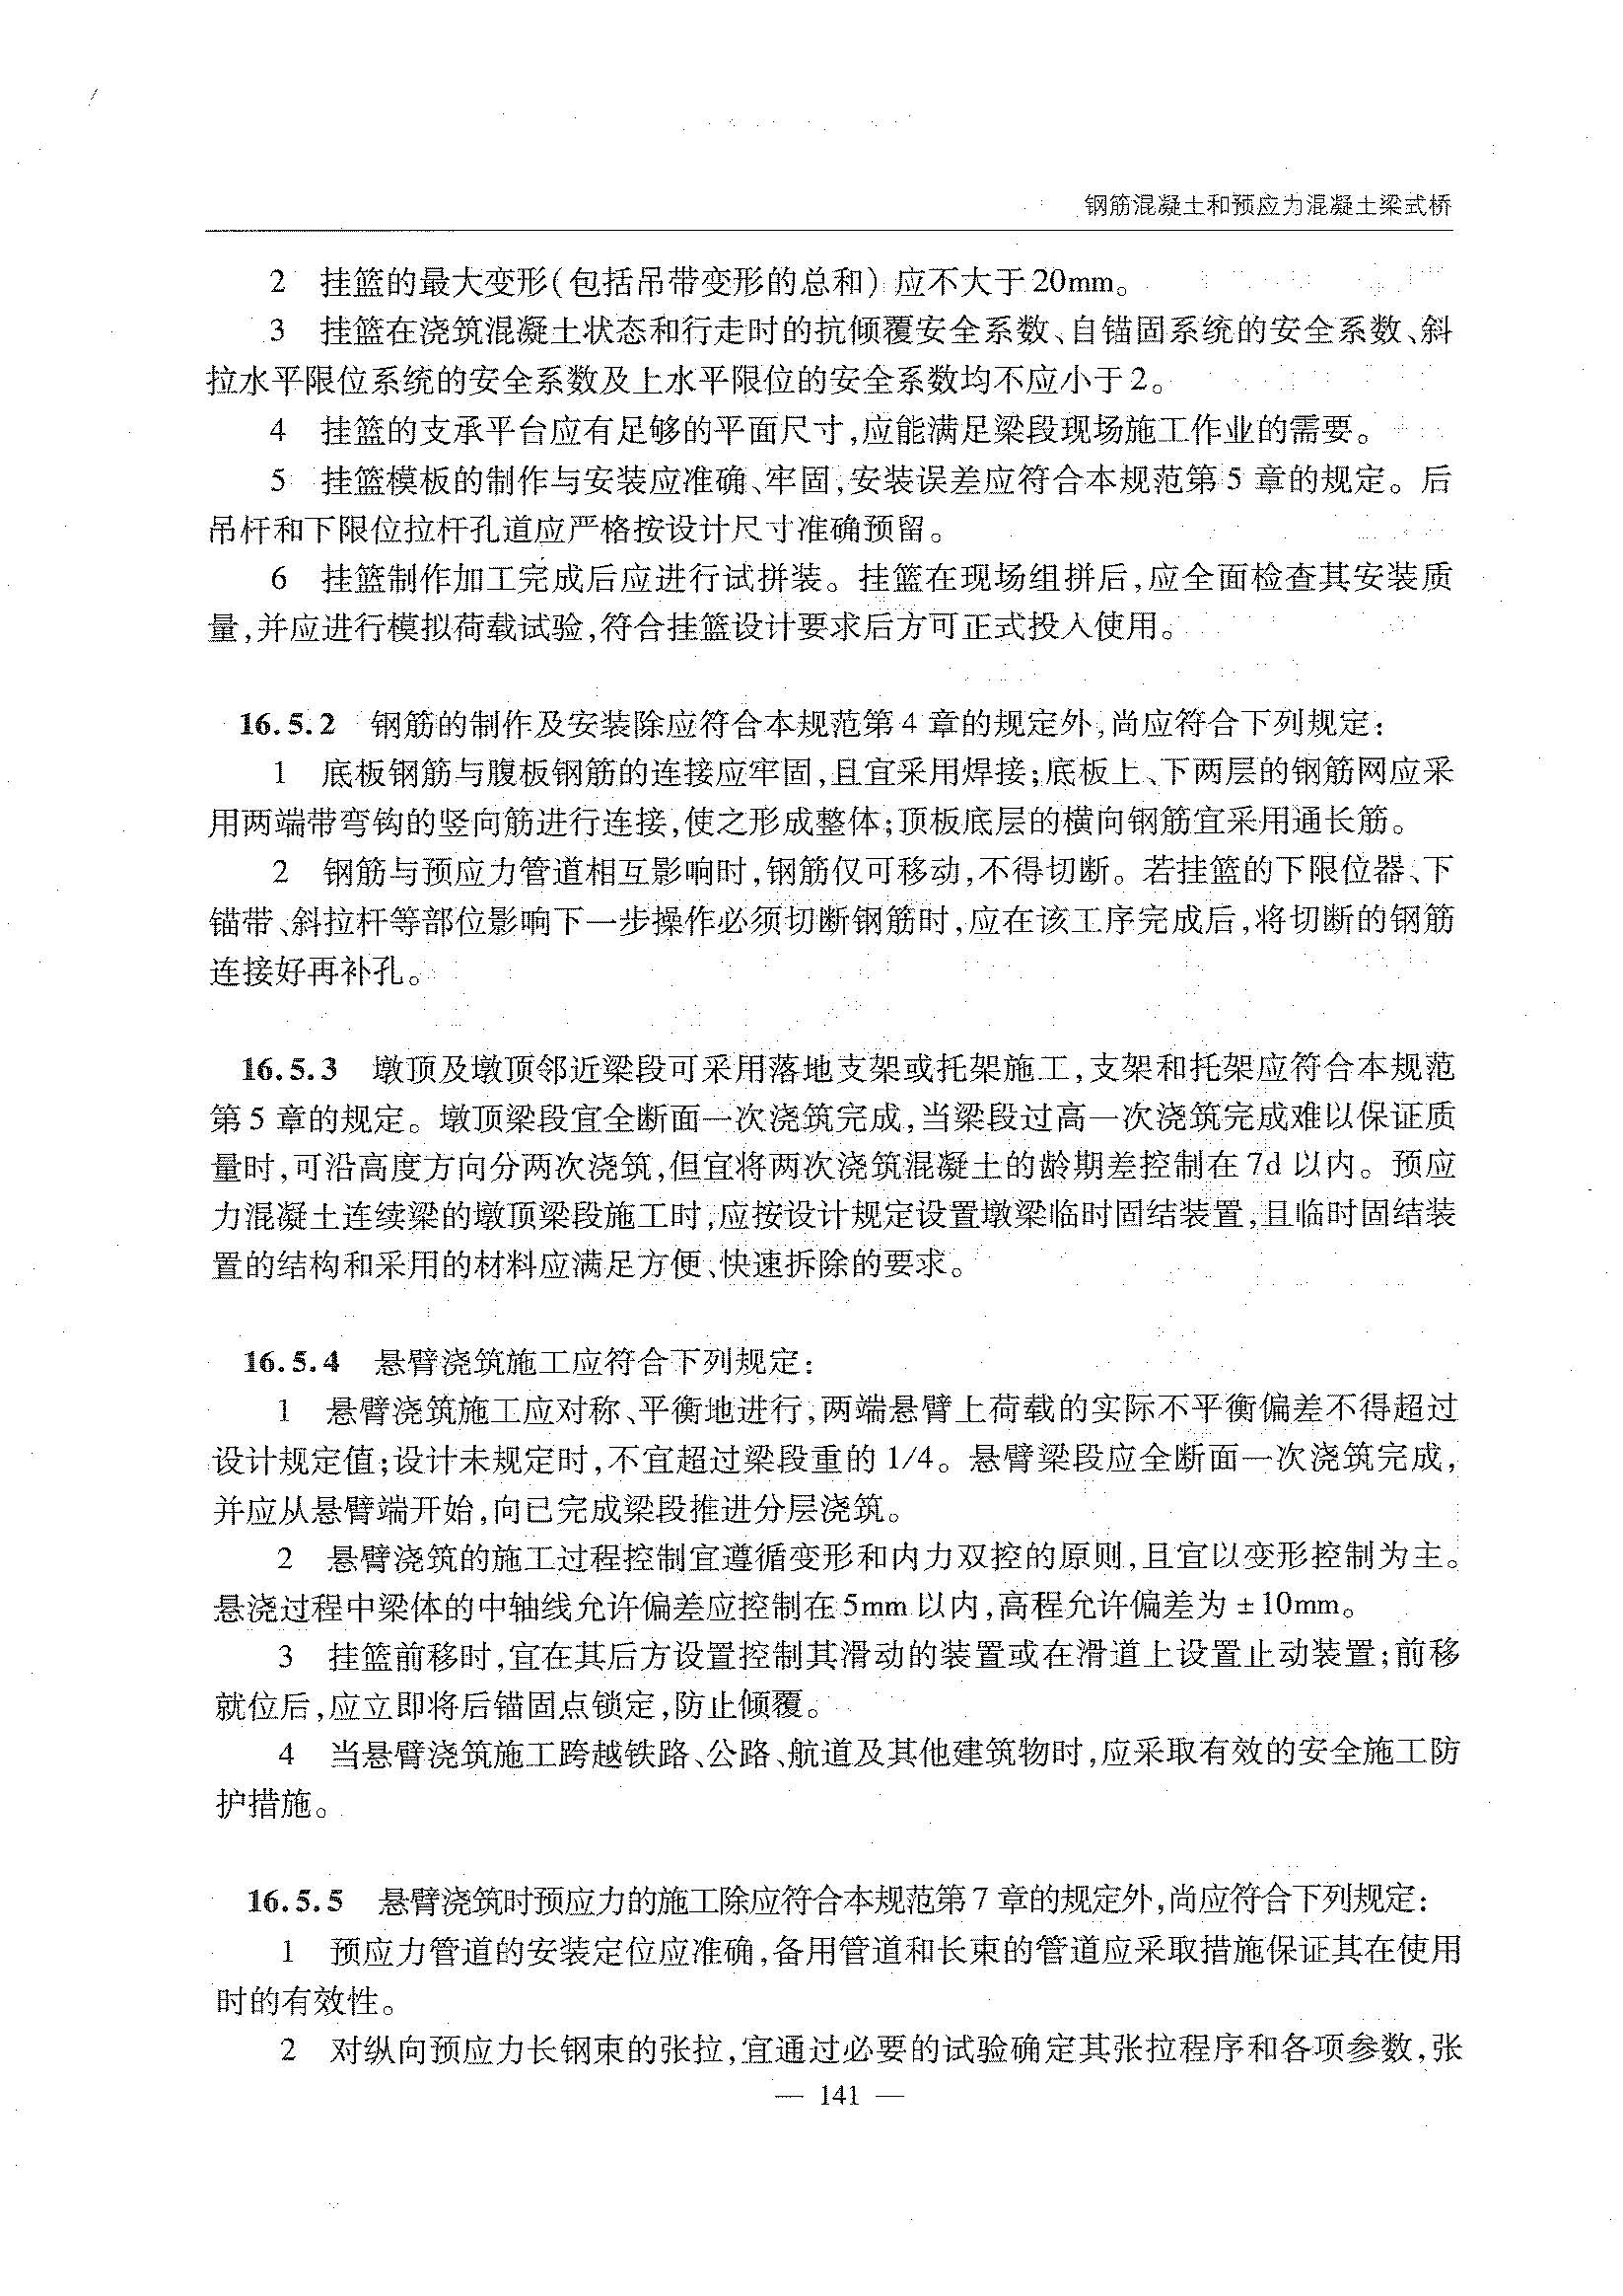 钢筋混凝土和预应力混凝土梁式桥
2 挂篮的最大变形(包括吊带变形的总和)应不大于20mm。
3 挂篮在浇筑混凝土状态和行走时的抗倾覆安全系数、自锚固系统的安全系数、斜
拉水平限位系统的安全系数及上水平限位的安全系数均不应小于2。
4 挂篮的支承平台应有足够的平面尺寸,应能满足梁段现场施工作业的需要。
5 挂篮模板的制作与安装应准确、牢固,安装误差应符合本规范第5章的规定。后
吊杆和下限位拉杆孔道应严格按设计尺寸准确预留。
6 挂篮制作加工完成后应进行试拼装。挂篮在现场组拼后,应全面检查其安装质
量,并应进行模拟荷载试验,符合挂篮设计要求后方可正式投入使用。
16.5.2 钢筋的制作及安装除应符合本规范第4章的规定外,尚应符合下列规定:
1 底板钢筋与腹板钢筋的连接应牢固,且宜采用焊接;底板上、下两层的钢筋网应采
用两端带弯钩的竖向筋进行连接,使之形成整体;顶板底层的横向钢筋宜采用通长筋。
2 钢筋与预应力管道相互影响时,钢筋仅可移动,不得切断。若挂篮的下限位器、下
锚带、斜拉杆等部位影响下一步操作必须切断钢筋时,应在该工序完成后,将切断的钢筋
连接好再补孔。
16.5.3 墩顶及墩顶邻近梁段可采用落地支架或托架施工,支架和托架应符合本规范
第5章的规定。墩顶梁段宜全断面一次浇筑完成,当梁段过高一次浇筑完成难以保证质
量时,可沿高度方向分两次浇筑,但宜将两次浇筑混凝土的龄期差控制在7d以内。预应
力混凝土连续梁的墩顶梁段施工时,应按设计规定设置墩梁临时固结装置,且临时固结装
置的结构和采用的材料应满足方便、快速拆除的要求。
16.5.4 悬臂浇筑施工应符合下列规定:
1 悬臂浇筑施工应对称、平衡地进行,两端悬臂上荷载的实际不平衡偏差不得超过
设计规定值;设计未规定时,不宜超过梁段重的1/4。悬臂梁段应全断面一次浇筑完成,
并应从悬臂端开始,向已完成梁段推进分层浇筑。
2 悬臂浇筑的施工过程控制宜遵循变形和内力双控的原则,且宜以变形控制为主。
悬浇过程中梁体的中轴线允许偏差应控制在5mm以内,高程允许偏差为±10mm。
3 挂篮前移时,宜在其后方设置控制其滑动的装置或在滑道上设置止动装置;前移
就位后,应立即将后锚固点锁定,防止倾覆。
4 当悬臂浇筑施工跨越铁路、公路、航道及其他建筑物时,应采取有效的安全施工防
护措施。
16.5.5 悬臂浇筑时预应力的施工除应符合本规范第7章的规定外,尚应符合下列规定:
1 预应力管道的安装定位应准确,备用管道和长束的管道应采取措施保证其在使用
时的有效性。
2 对纵向预应力长钢束的张拉,宜通过必要的试验确定其张拉程序和各项参数,张
— 141 —